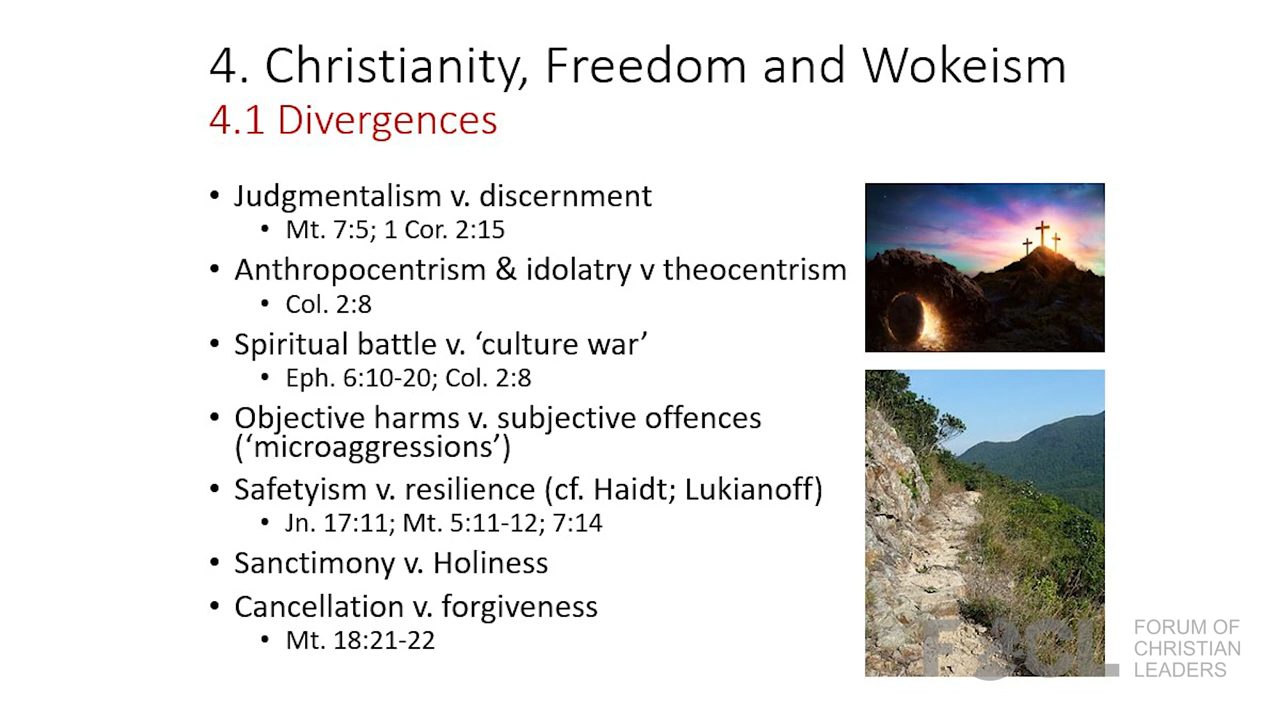 4. Christianity, Freedom and Wokeism
4.1 Divergences
• Judgmentalism v. discernment
• Mt. 7:5; 1 Cor. 2:15
• Anthropocentrism & idolatry v theocentrism
• Col. 2:8
• Spiritual battle v. ‘culture war’
• Eph. 6:10-20; Col. 2:8
• Objective harms v. subjective offences
(‘microaggressions’)
• Safetyism v. resilience (cf. Haidt; Lukianoff)
• Jn. 17:11; Mt. 5:11-12; 7:14
• Sanctimony v. Holiness
• Cancellation v. forgiveness
• Mt. 18:21-22
FOCL
FORUM OF
CHRISTIAN
LEADERS